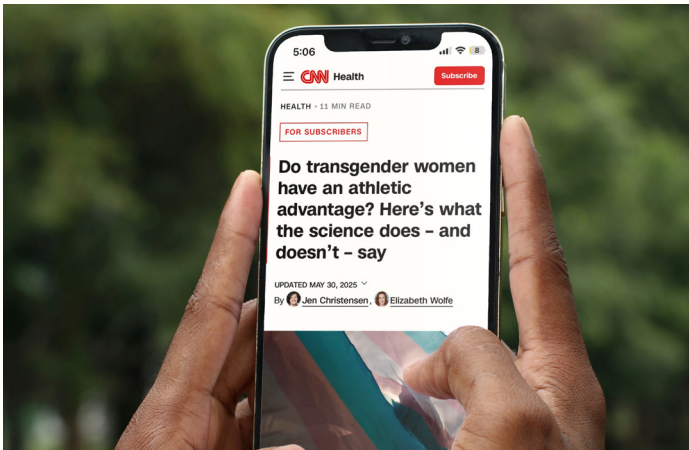 5:06
8
CNN Health
Subscribe
HEALTH • 11 MIN READ
FOR SUBSCRIBERS
Do transgender women
have an athletic
advantage? Here's what
the science does – and
doesn't – say
UPDATED MAY 30, 2025
By Jen Christensen, Elizabeth Wolfe